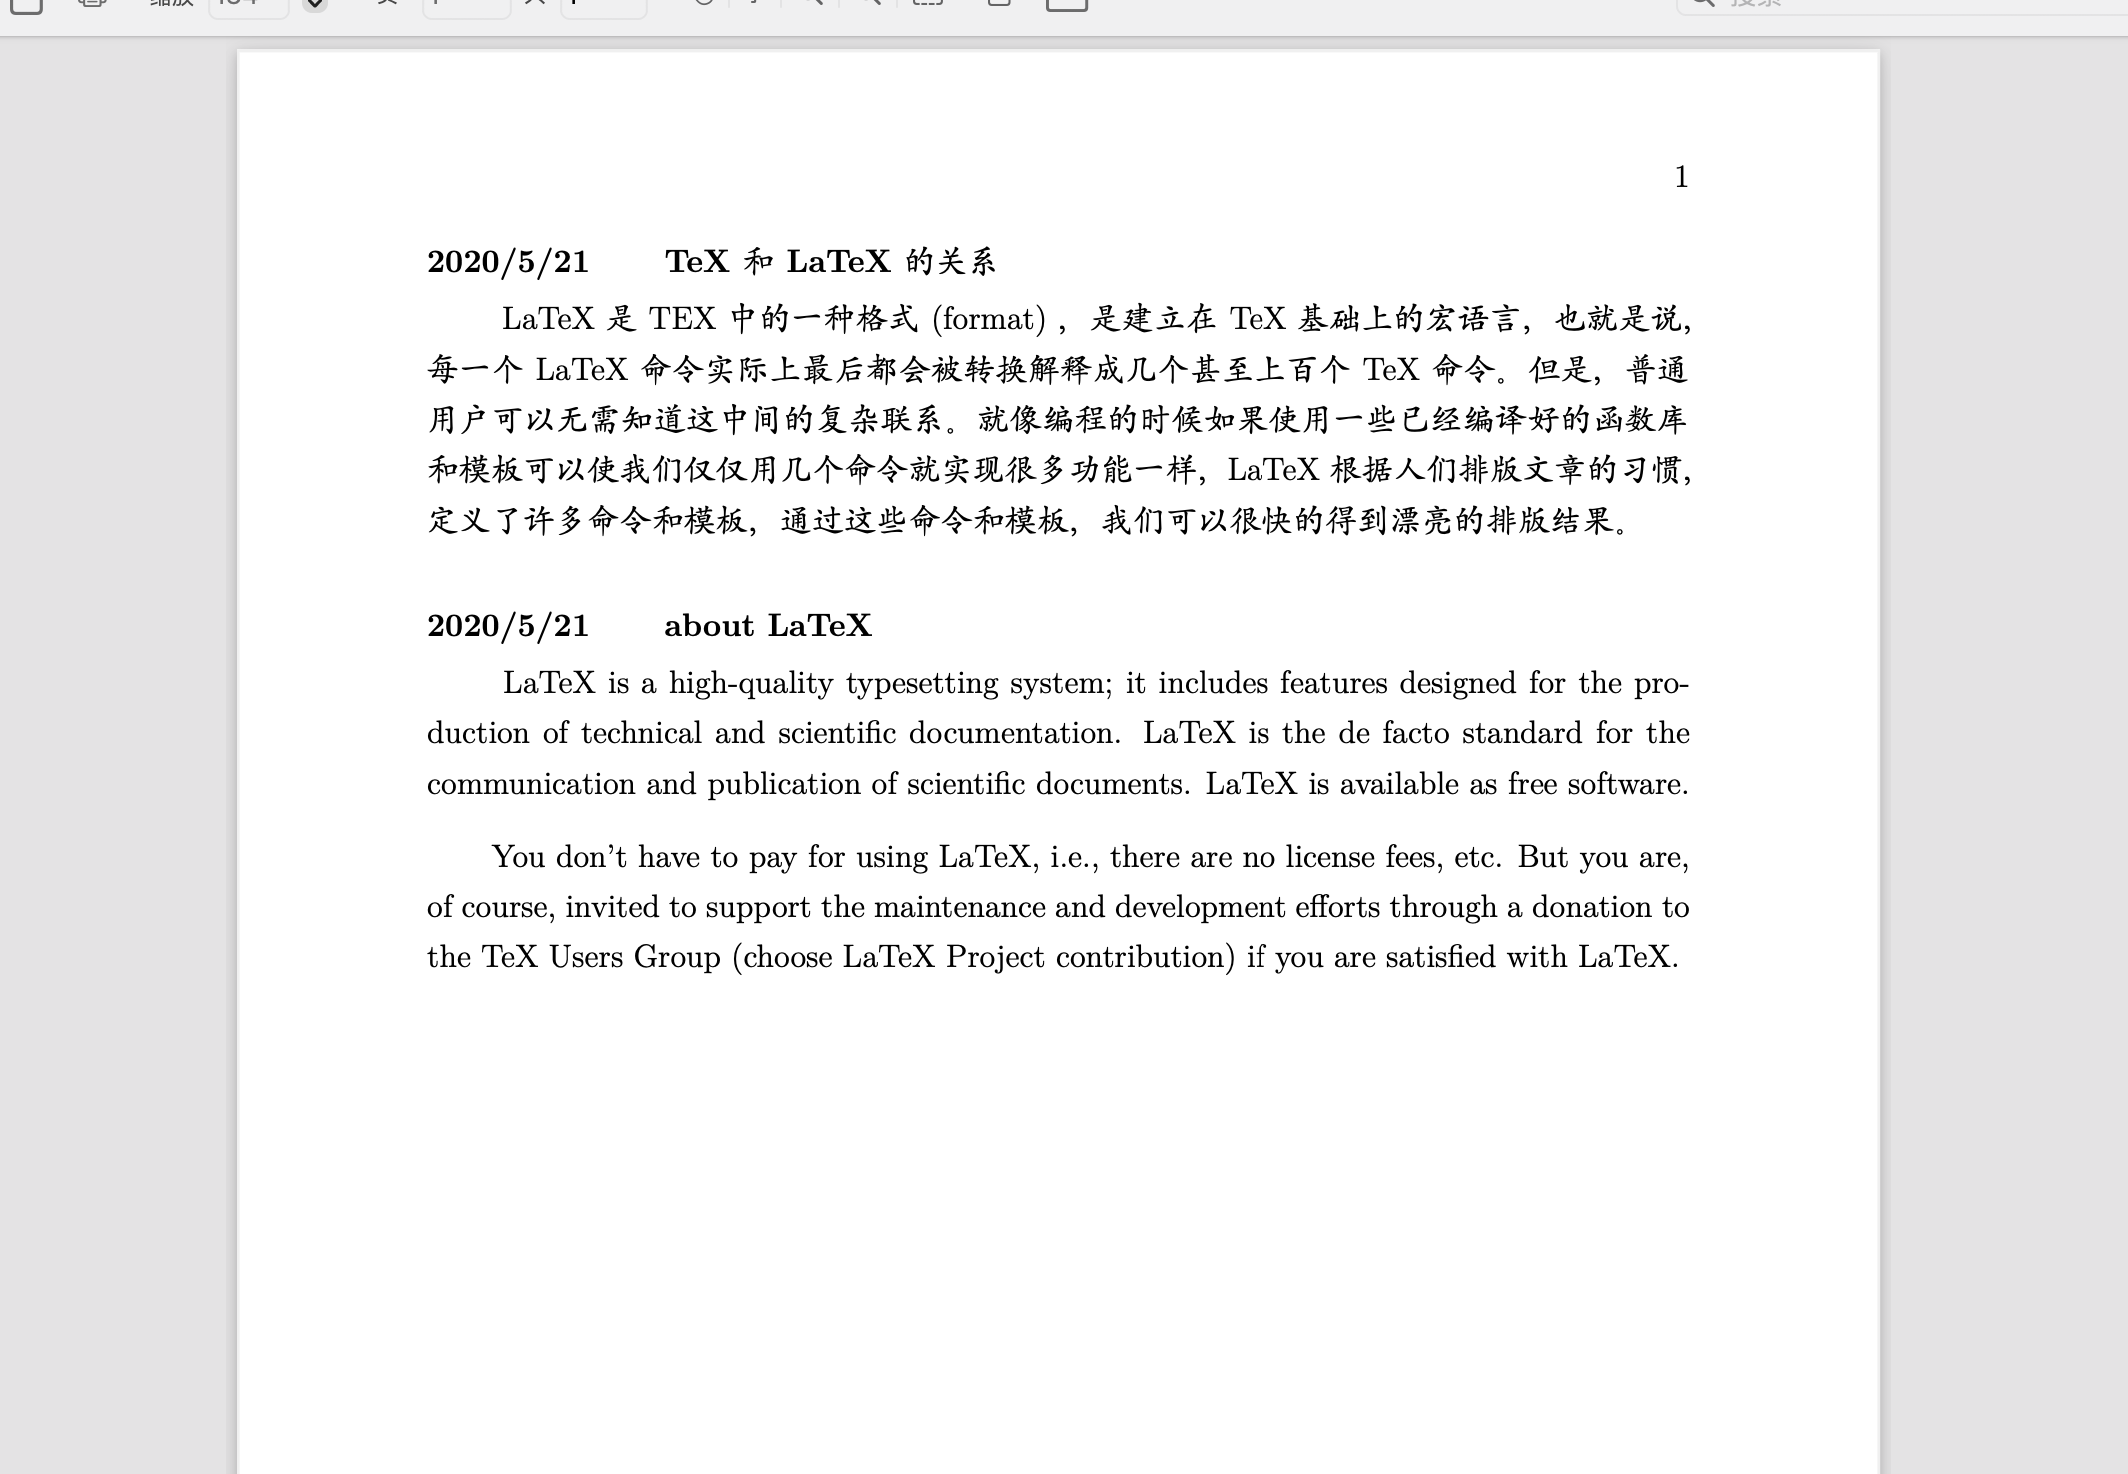 1
2020/5/21 TeX 和 LaTeX 的关系
LaTeX 是 TEX 中的一种格式 (format) ，是建立在 TeX 基础上的宏语言，也就是说，
每一个 LaTeX 命令实际上最后都会被转换解释成几个甚至上百个 TeX 命令。但是，普通
用户可以无需知道这中间的复杂联系。就像编程的时候如果使用一些已经编译好的函数库
和模板可以使我们仅仅用几个命令就实现很多功能一样，LaTeX 根据人们排版文章的习惯，
定义了许多命令和模板，通过这些命令和模板，我们可以很快的得到漂亮的排版结果。
2020/5/21 about LaTeX
LaTeX is a high-quality typesetting system; it includes features designed for the pro-
duction of technical and scientific documentation. LaTeX is the de facto standard for the
communication and publication of scientific documents. LaTeX is available as free software.
You don’t have to pay for using LaTeX, i.e., there are no license fees, etc. But you are,
of course, invited to support the maintenance and development efforts through a donation to
the TeX Users Group (choose LaTeX Project contribution) if you are satisfied with LaTeX.